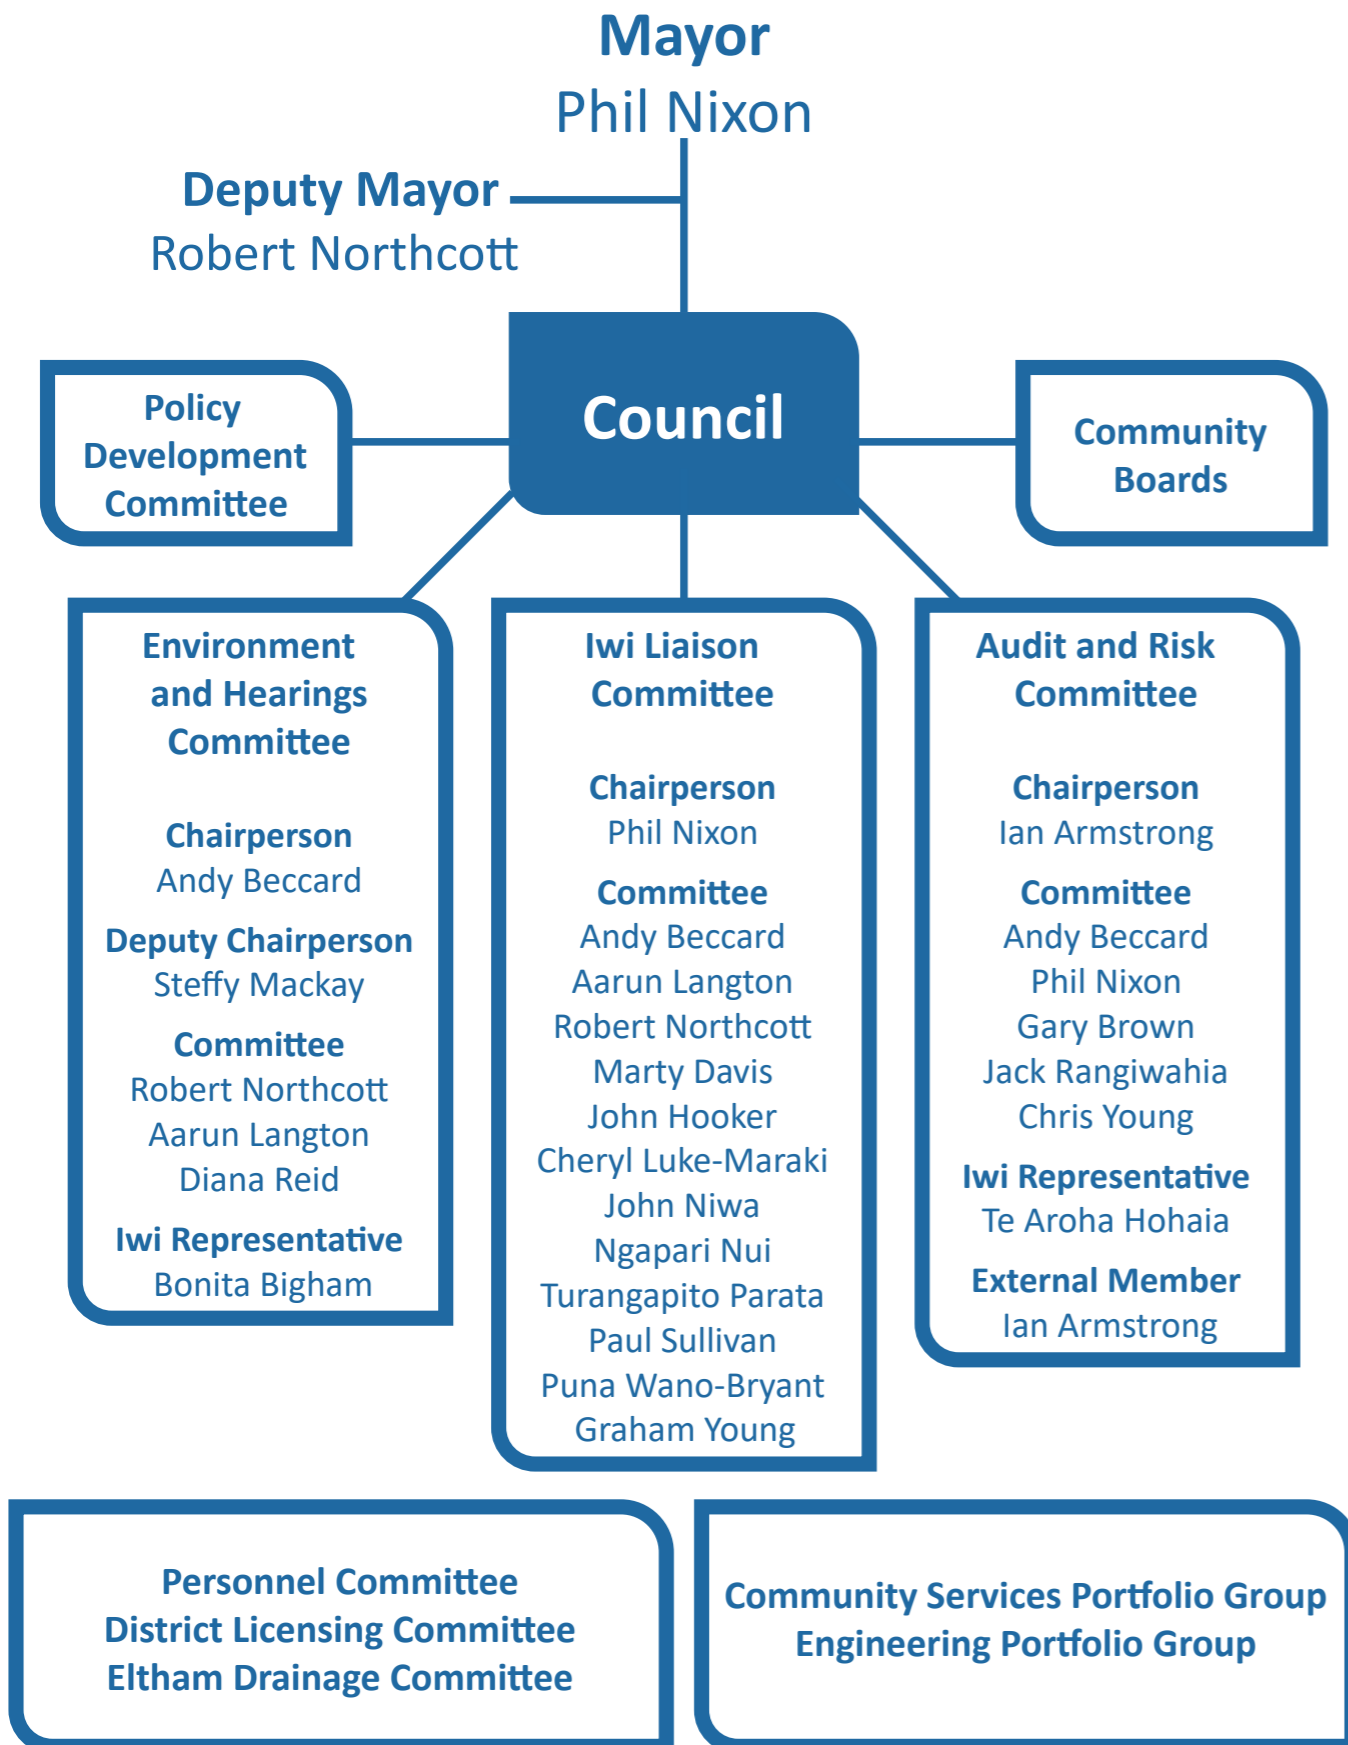 Mayor
Phil Nixon
Deputy Mayor
Robert Northcott
Council
Policy
Development
Committee
Community
Boards
Environment
and Hearings
Committee
Chairperson
Andy Beccard
Deputy Chairperson
Steffy Mackay
Committee
Robert Northcott
Aarun Langton
Diana Reid
Iwi Representative
Bonita Bigham
Iwi Liaison
Committee
Chairperson
Phil Nixon
Committee
Andy Beccard
Aarun Langton
Robert Northcott
Marty Davis
John Hooker
Cheryl Luke-Maraki
John Niwa
Ngapari Nui
Turangapito Parata
Paul Sullivan
Puna Wano-Bryant
Graham Young
Audit and Risk
Committee
Chairperson
Ian Armstrong
Committee
Andy Beccard
Phil Nixon
Gary Brown
Jack Rangiwahia
Chris Young
Iwi Representative
Te Aroha Hohaia
External Member
Ian Armstrong
Personnel Committee
District Licensing Committee
Eltham Drainage Committee
Community Services Portfolio Group
Engineering Portfolio Group